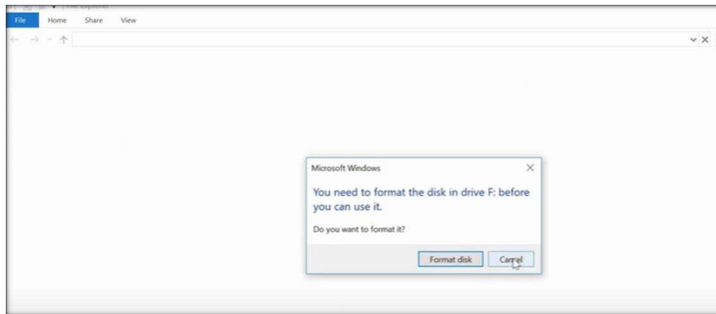 File Home Share View
Microsoft Windows
You need to format the disk in drive F: before
you can use it.
Do you want to format it?
Format disk Cancel